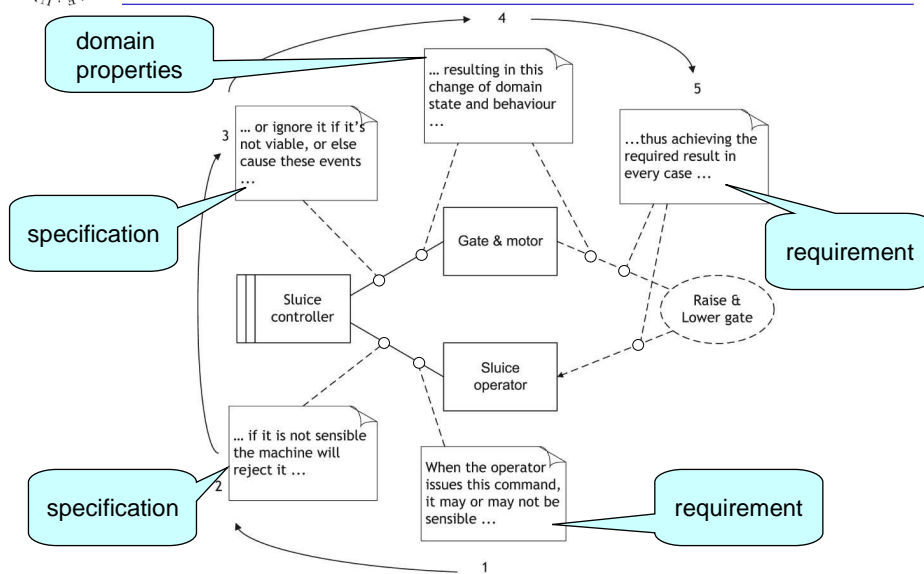 4
domain
properties
... resulting in this
change of domain
state and behaviour
...
5
3
... or ignore it if it's
not viable, or else
cause these events
...
...thus achieving the
required result in
every case ...
specification
Gate & motor
requirement
Sluice
controller
Raise &
Lower gate
Sluice
operator
... if it is not sensible
the machine will
reject it ...
When the operator
issues this command,
it may or may not be
sensible ...
specification
2
requirement
1